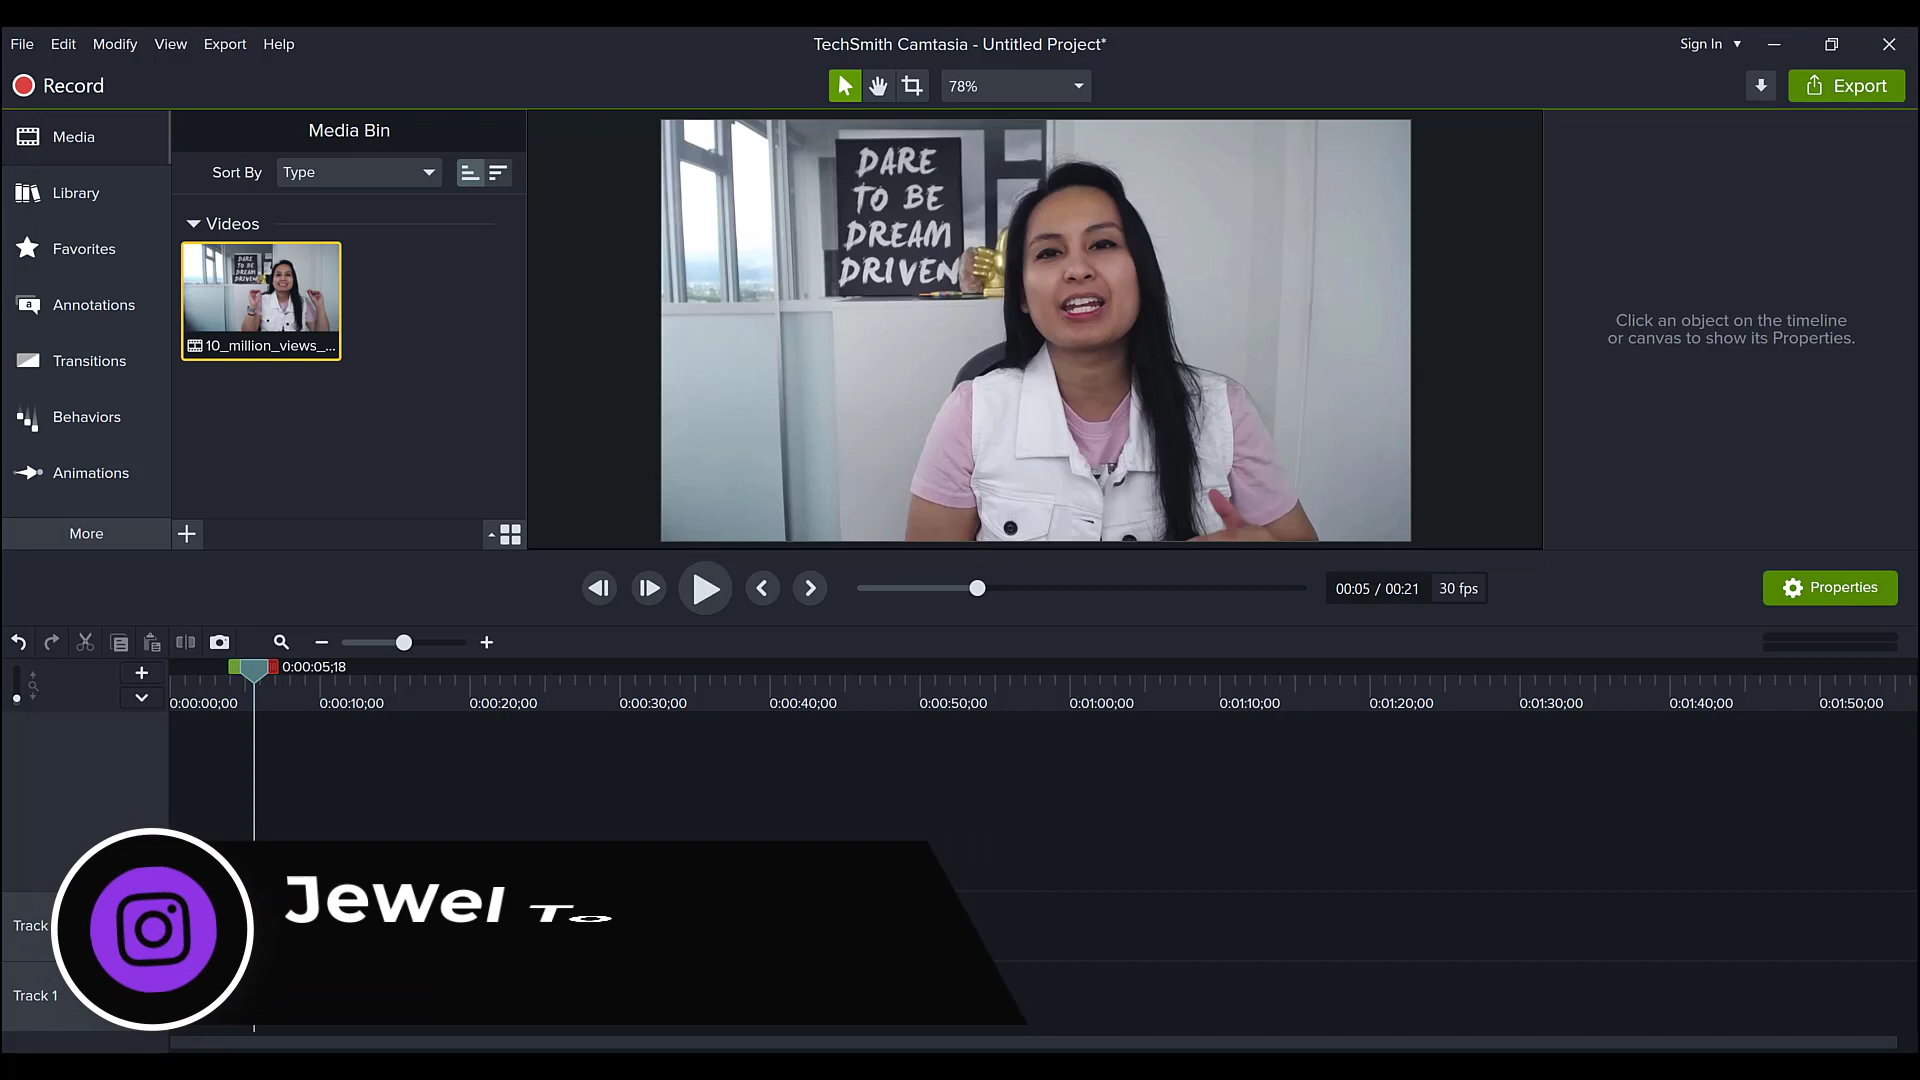 File Edit Modify View Export Help
TechSmith Camtasia - Untitled Project*
Sign In
Record
78%
Export
Media
Library
Favorites
Annotations
Transitions
Behaviors
Animations
More
Media Bin
Sort By Type
Videos
10_million_views_...
DARE
TO BE
DREAM
DRIVEN
Click an object on the timeline
or canvas to show its Properties.
00:05 / 00:21 30 fps
Properties
0:00:05;18
0:00:00;00 0:00:10;00 0:00:20;00 0:00:30;00 0:00:40;00 0:00:50;00 0:01:00;00 0:01:10;00 0:01:20;00 0:01:30;00 0:01:40;00 0:01:50;00
Jewel To
Track
Track 1